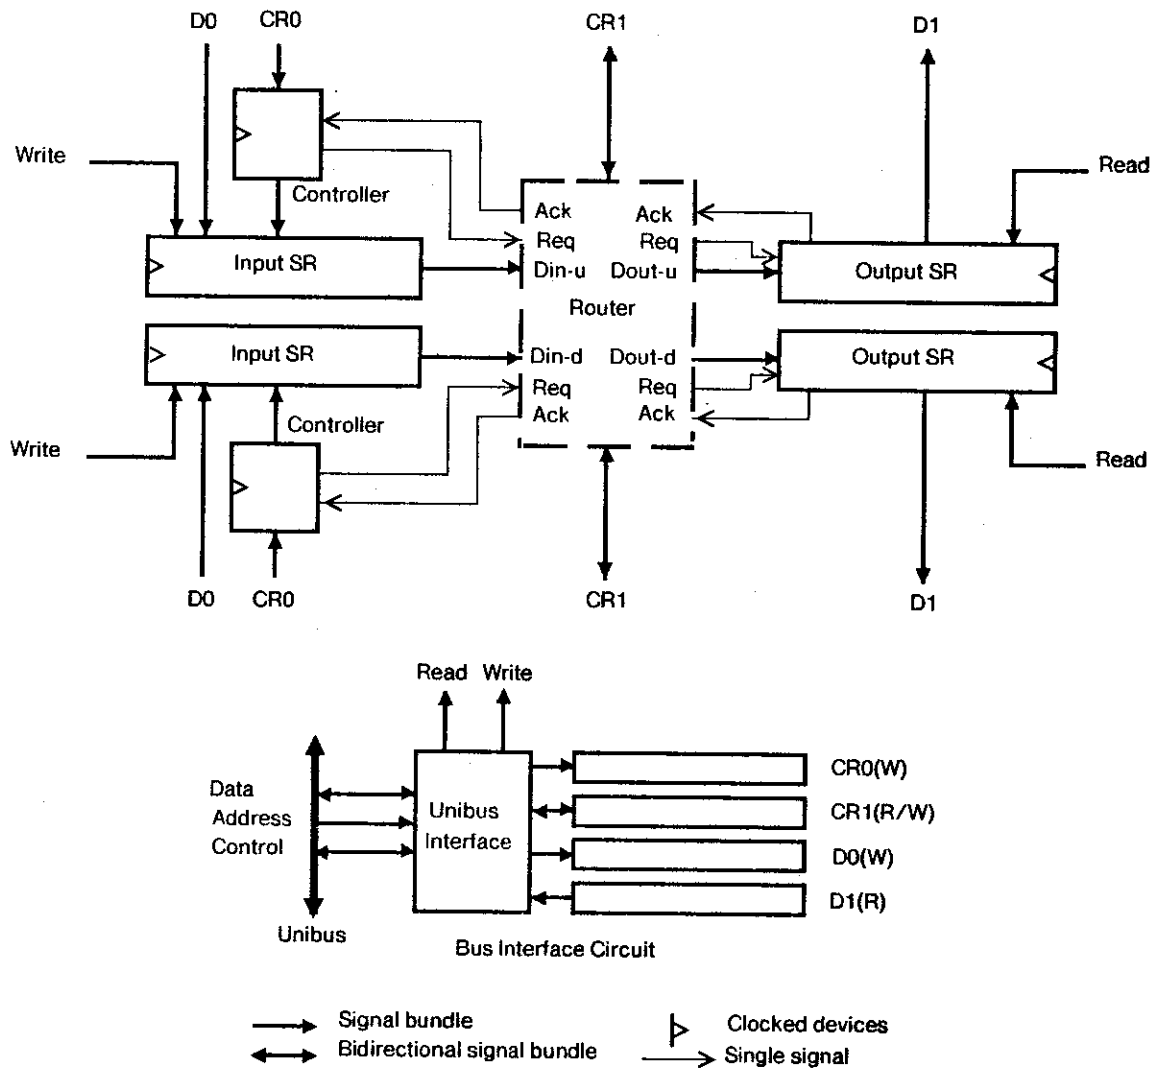 D0
CR0
CR1
D1
Write
Controller
Read
Ack
Ack
Req
Req
Input SR
Din-u
Dout-u
Output SR
Router
Input SR
Din-d
Dout-d
Output SR
Req
Req
Ack
Ack
Controller
Write
Read
D0
CR0
CR1
D1
Read
Write
CR0(W)
Data
Unibus
CR1(R/W)
Address
Interface
Control
D0(W)
D1(R)
Unibus
Bus Interface Circuit
Signal bundle
Clocked devices
Bidirectional signal bundle
Single signal